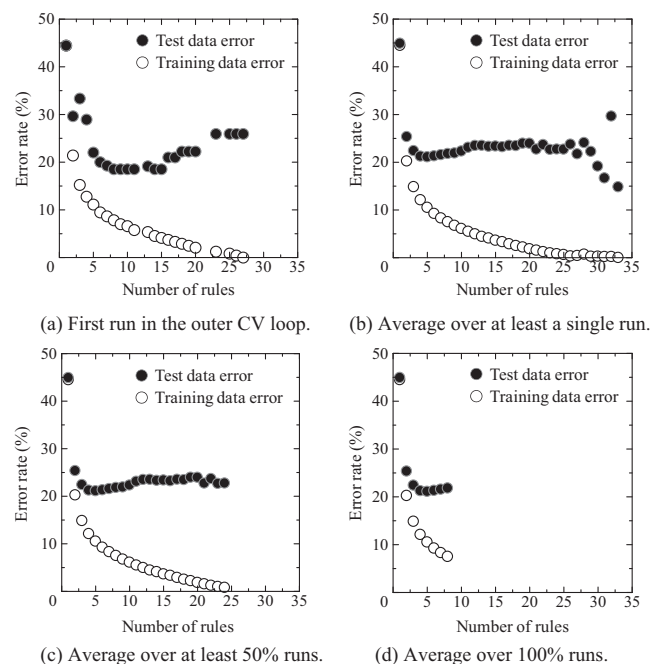 50
40
30
20
10
0
Error rate (%)
Test data error
Training data error
5 10 15 20 25 30 35
Number of rules
(a) First run in the outer CV loop.
50
40
30
20
10
0
Error rate (%)
Test data error
Training data error
5 10 15 20 25 30 35
Number of rules
(b) Average over at least a single run.
50
40
30
20
10
0
Error rate (%)
Test data error
Training data error
5 10 15 20 25 30 35
Number of rules
(c) Average over at least 50% runs.
50
40
30
20
10
0
Error rate (%)
Test data error
Training data error
5 10 15 20 25 30 35
Number of rules
(d) Average over 100% runs.